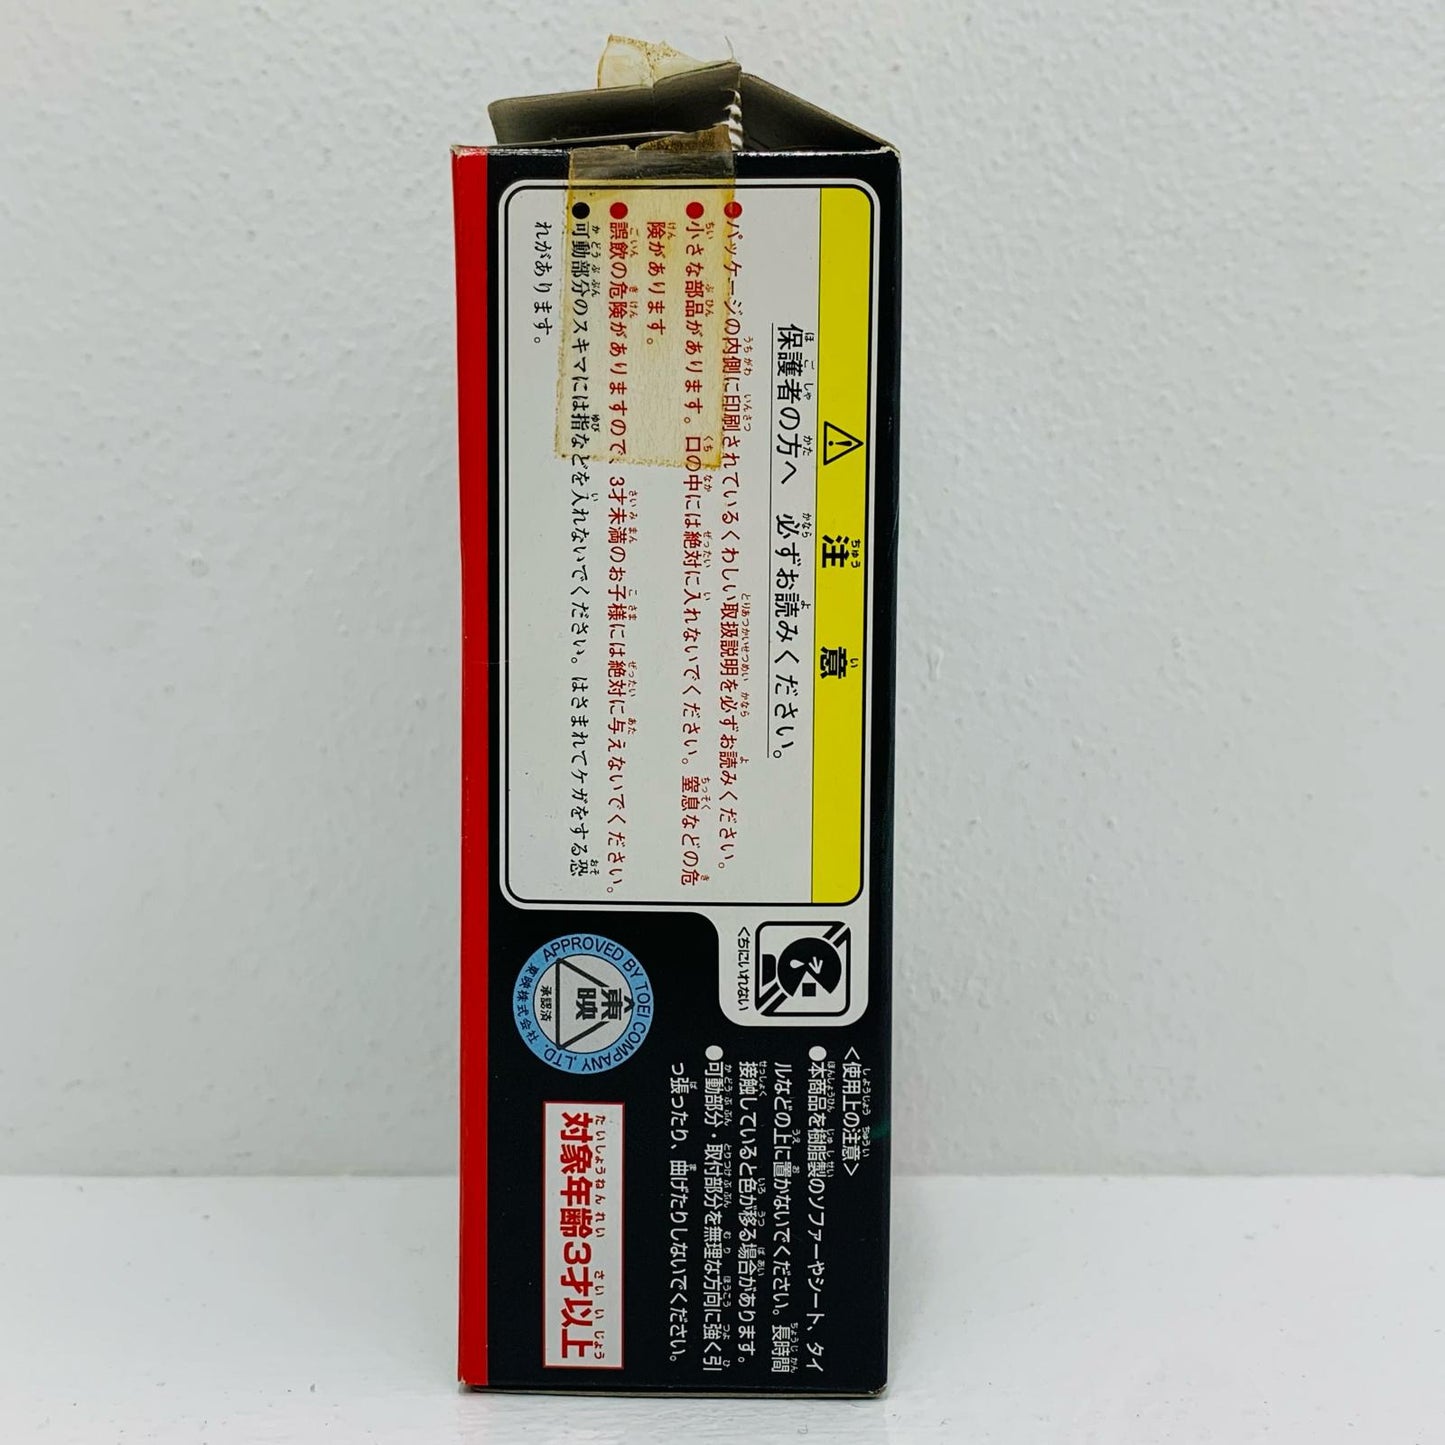 注意
保護者の方へ 必ずお読みください。
●パッケージの内側に印刷されているくわしい取扱説明を必ずお読みください。
●小さな部品があります。口の中には絶対に入れないでください。窒息などの危
険があります。
●誤飲の危険がありますので、3才未満のお子様には絶対に与えないでください。
●可動部分のスキマには指などを入れないでください。はさまれてケガをする恐
れがあります。
くちにいれない
APPROVED BY TOEI COMPANY, LTD.
東映
承認済
東映株式会社
<使用上の注意>
●本商品を樹脂製のソファーやシート、タイ
ルなどの上に置かないでください。長時間
接触していると色が移る場合があります。
●可動部分・取付部分を無理な方向に強く引
っ張ったり、曲げたりしないでください。
対象年齢3才以上